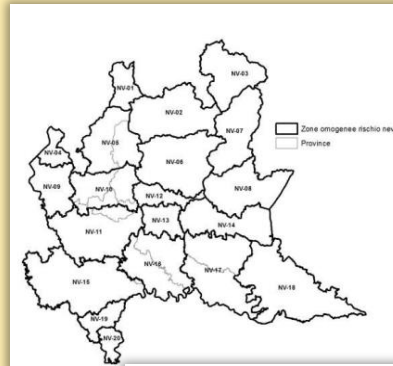 NV-03
NV-01
NV-02
NV-07
Zone omogenee rischio nev
Province
NV-05
NV-04
NV-06
NV-09
NV-10
NV-08
NV-12
NV-13
NV-14
NV-11
NV-16
NV-17
NV-15
NV-18
NV-19
NV-20